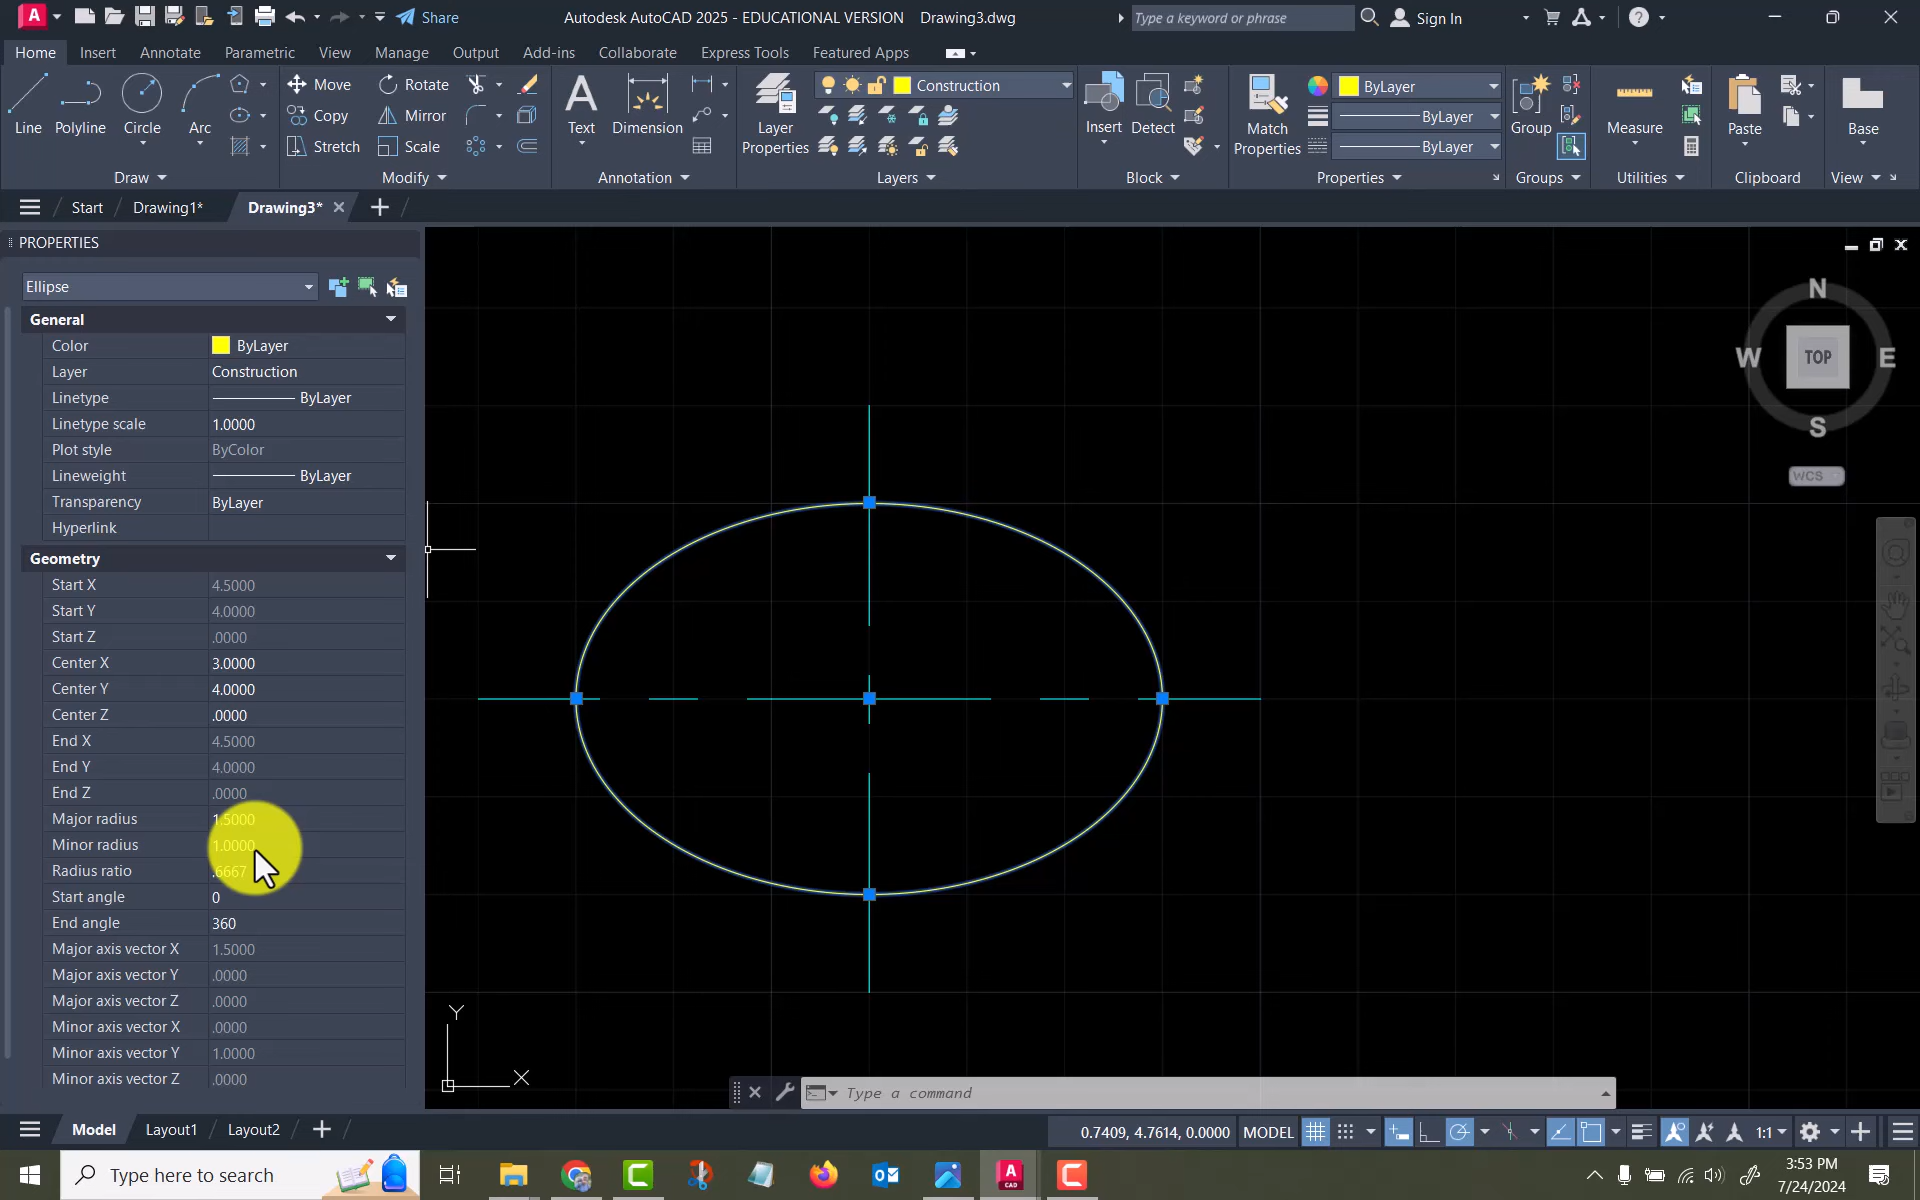 Share
Autodesk AutoCAD 2025 - EDUCATIONAL VERSION Drawing3.dwg
Type a keyword or phrase
Sign In
Home Insert Annotate Parametric View Manage Output Add-ins Collaborate Express Tools Featured Apps
Line Polyline Circle Arc
Move Rotate
Copy Mirror
Stretch Scale
Text Dimension
Layer Properties
Construction
Insert Detect
Match Properties
ByLayer
ByLayer
ByLayer
Group Measure Paste Base
Draw Modify Annotation Layers Block Properties Groups Utilities Clipboard View
Start Drawing1* Drawing3*
PROPERTIES
Ellipse
General
Color ByLayer
Layer Construction
Linetype ByLayer
Linetype scale 1.0000
Plot style ByColor
Lineweight ByLayer
Transparency ByLayer
Hyperlink
Geometry
Start X 4.5000
Start Y 4.0000
Start Z .0000
Center X 3.0000
Center Y 4.0000
Center Z .0000
End X 4.5000
End Y 4.0000
End Z .0000
Major radius 1.5000
Minor radius 1.0000
Radius ratio .6667
Start angle 0
End angle 360
Major axis vector X 1.5000
Major axis vector Y .0000
Major axis vector Z .0000
Minor axis vector X .0000
Minor axis vector Y 1.0000
Minor axis vector Z .0000
N
W TOP E
S
WCS
Y
X
Type a command
Model Layout1 Layout2
0.7409, 4.7614, 0.0000 MODEL 1:1
Type here to search
3:53 PM
7/24/2024